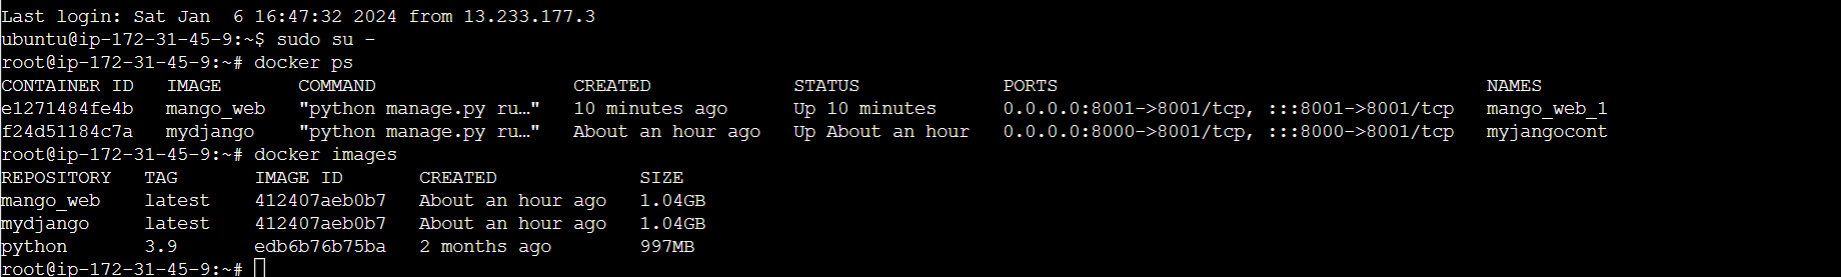 Last login: Sat Jan  6 16:47:32 2024 from 13.233.177.3
ubuntu@ip-172-31-45-9:~$ sudo su -
root@ip-172-31-45-9:~# docker ps
CONTAINER ID   IMAGE       COMMAND                  CREATED             STATUS             PORTS                                       NAMES
e1271484fe4b   mango_web   "python manage.py ru…"   10 minutes ago      Up 10 minutes      0.0.0.0:8001->8001/tcp, :::8001->8001/tcp   mango_web_1
f24d51184c7a   mydjango    "python manage.py ru…"   About an hour ago   Up About an hour   0.0.0.0:8000->8001/tcp, :::8000->8001/tcp   myjangocont
root@ip-172-31-45-9:~# docker images
REPOSITORY   TAG       IMAGE ID       CREATED             SIZE
mango_web    latest    412407aeb0b7   About an hour ago   1.04GB
mydjango     latest    412407aeb0b7   About an hour ago   1.04GB
python       3.9       edb6b76b75ba   2 months ago        997MB
root@ip-172-31-45-9:~#